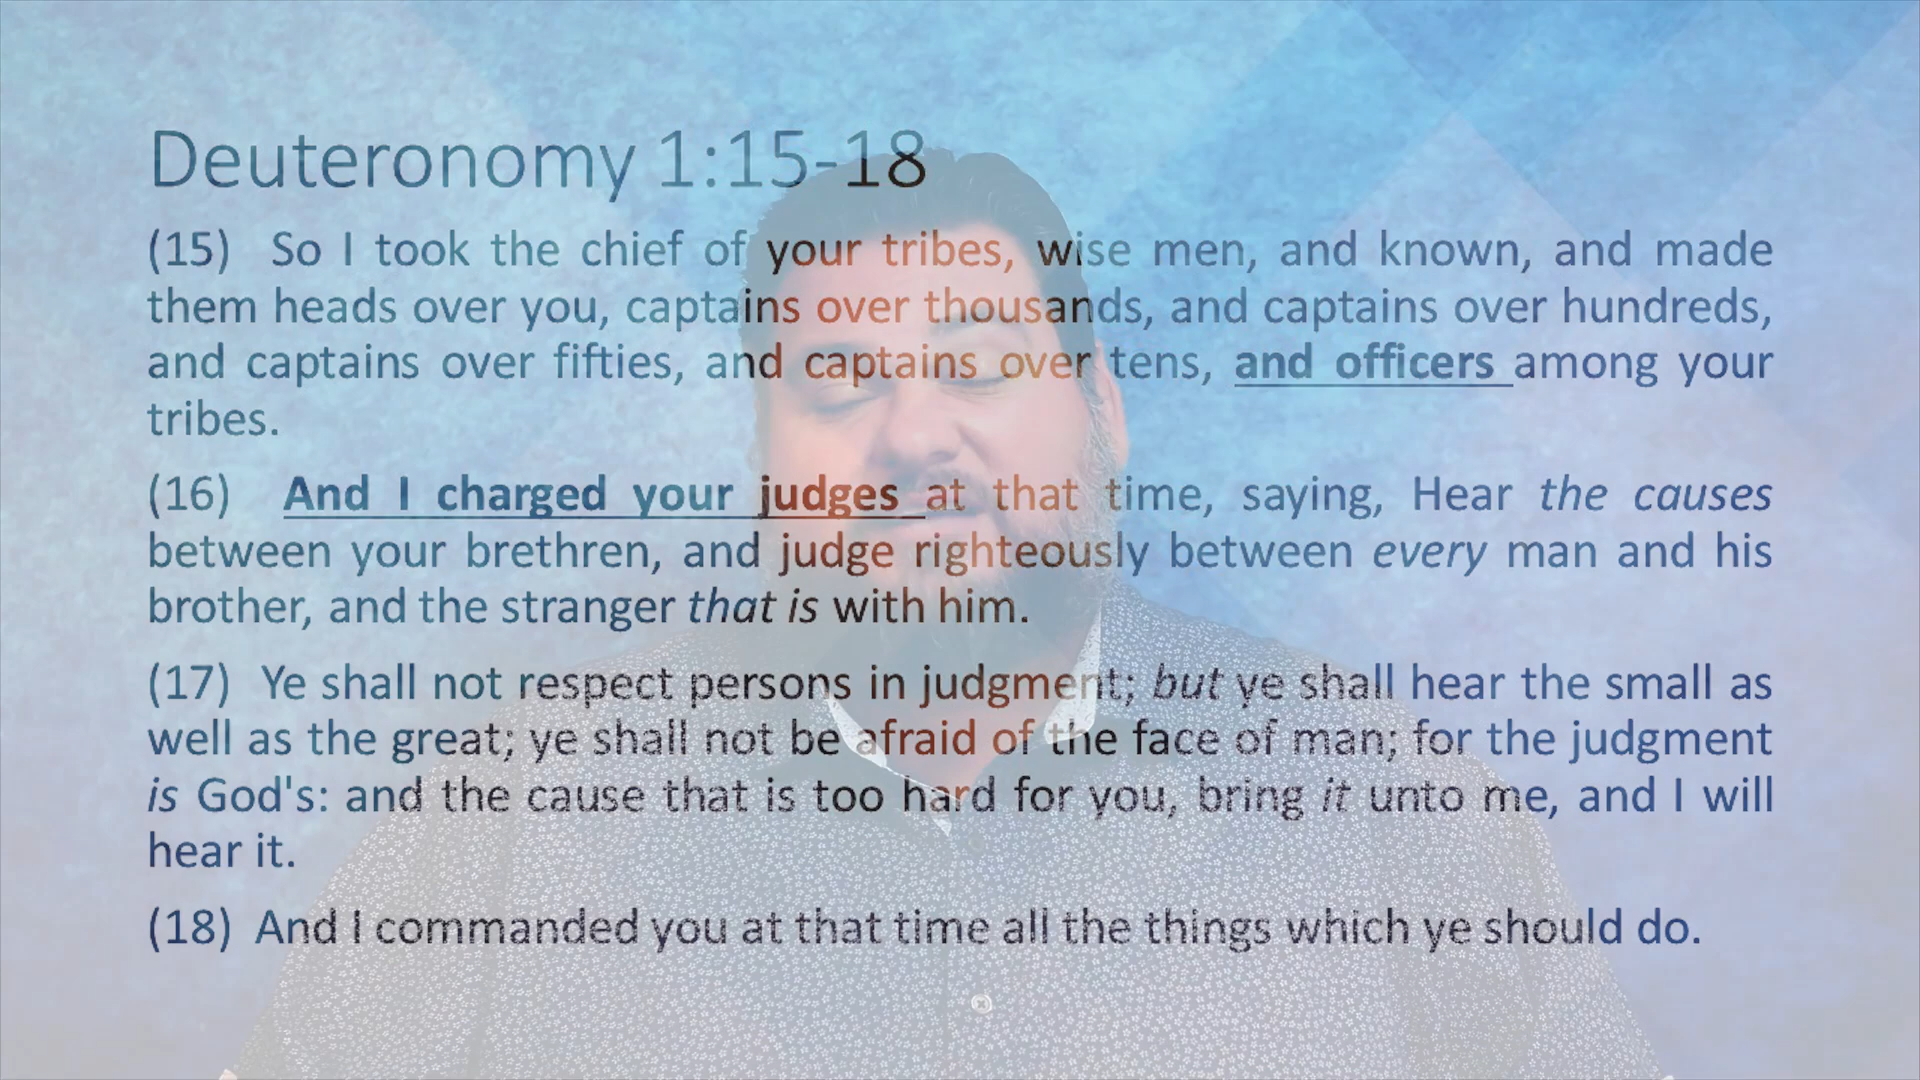 Deuteronomy 1:15-18
(15) So I took the chief of your tribes, wise men, and known, and made
them heads over you, captains over thousands, and captains over hundreds,
and captains over fifties, and captains over tens, and officers among your
tribes.
(16) And I charged your judges at that time, saying, Hear the causes
between your brethren, and judge righteously between every man and his
brother, and the stranger that is with him.
(17) Ye shall not respect persons in judgment; but ye shall hear the small as
well as the great; ye shall not be afraid of the face of man; for the judgment
is God's: and the cause that is too hard for you, bring it unto me, and I will
hear it.
(18) And I commanded you at that time all the things which ye should do.